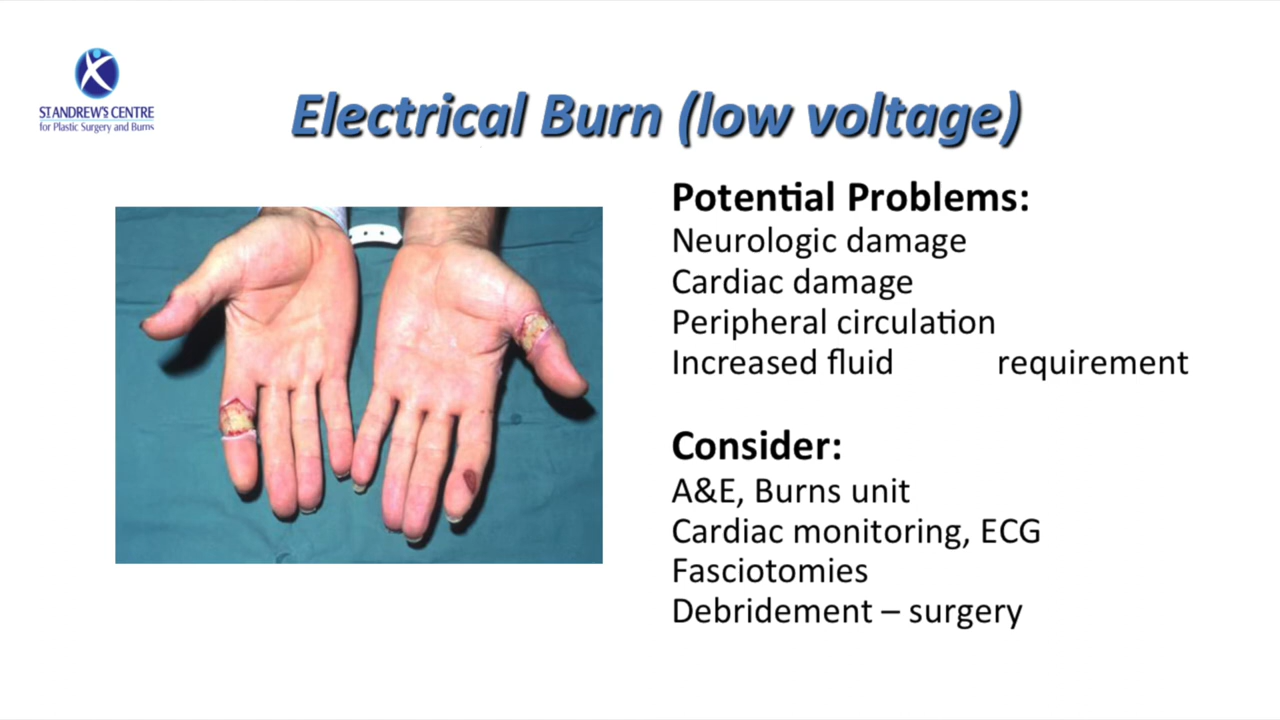 ST ANDREW'S CENTRE
for Plastic Surgery and Burns
Electrical Burn (low voltage)
Potential Problems:
Neurologic damage
Cardiac damage
Peripheral circulation
Increased fluid requirement
Consider:
A&E, Burns unit
Cardiac monitoring, ECG
Fasciotomies
Debridement – surgery